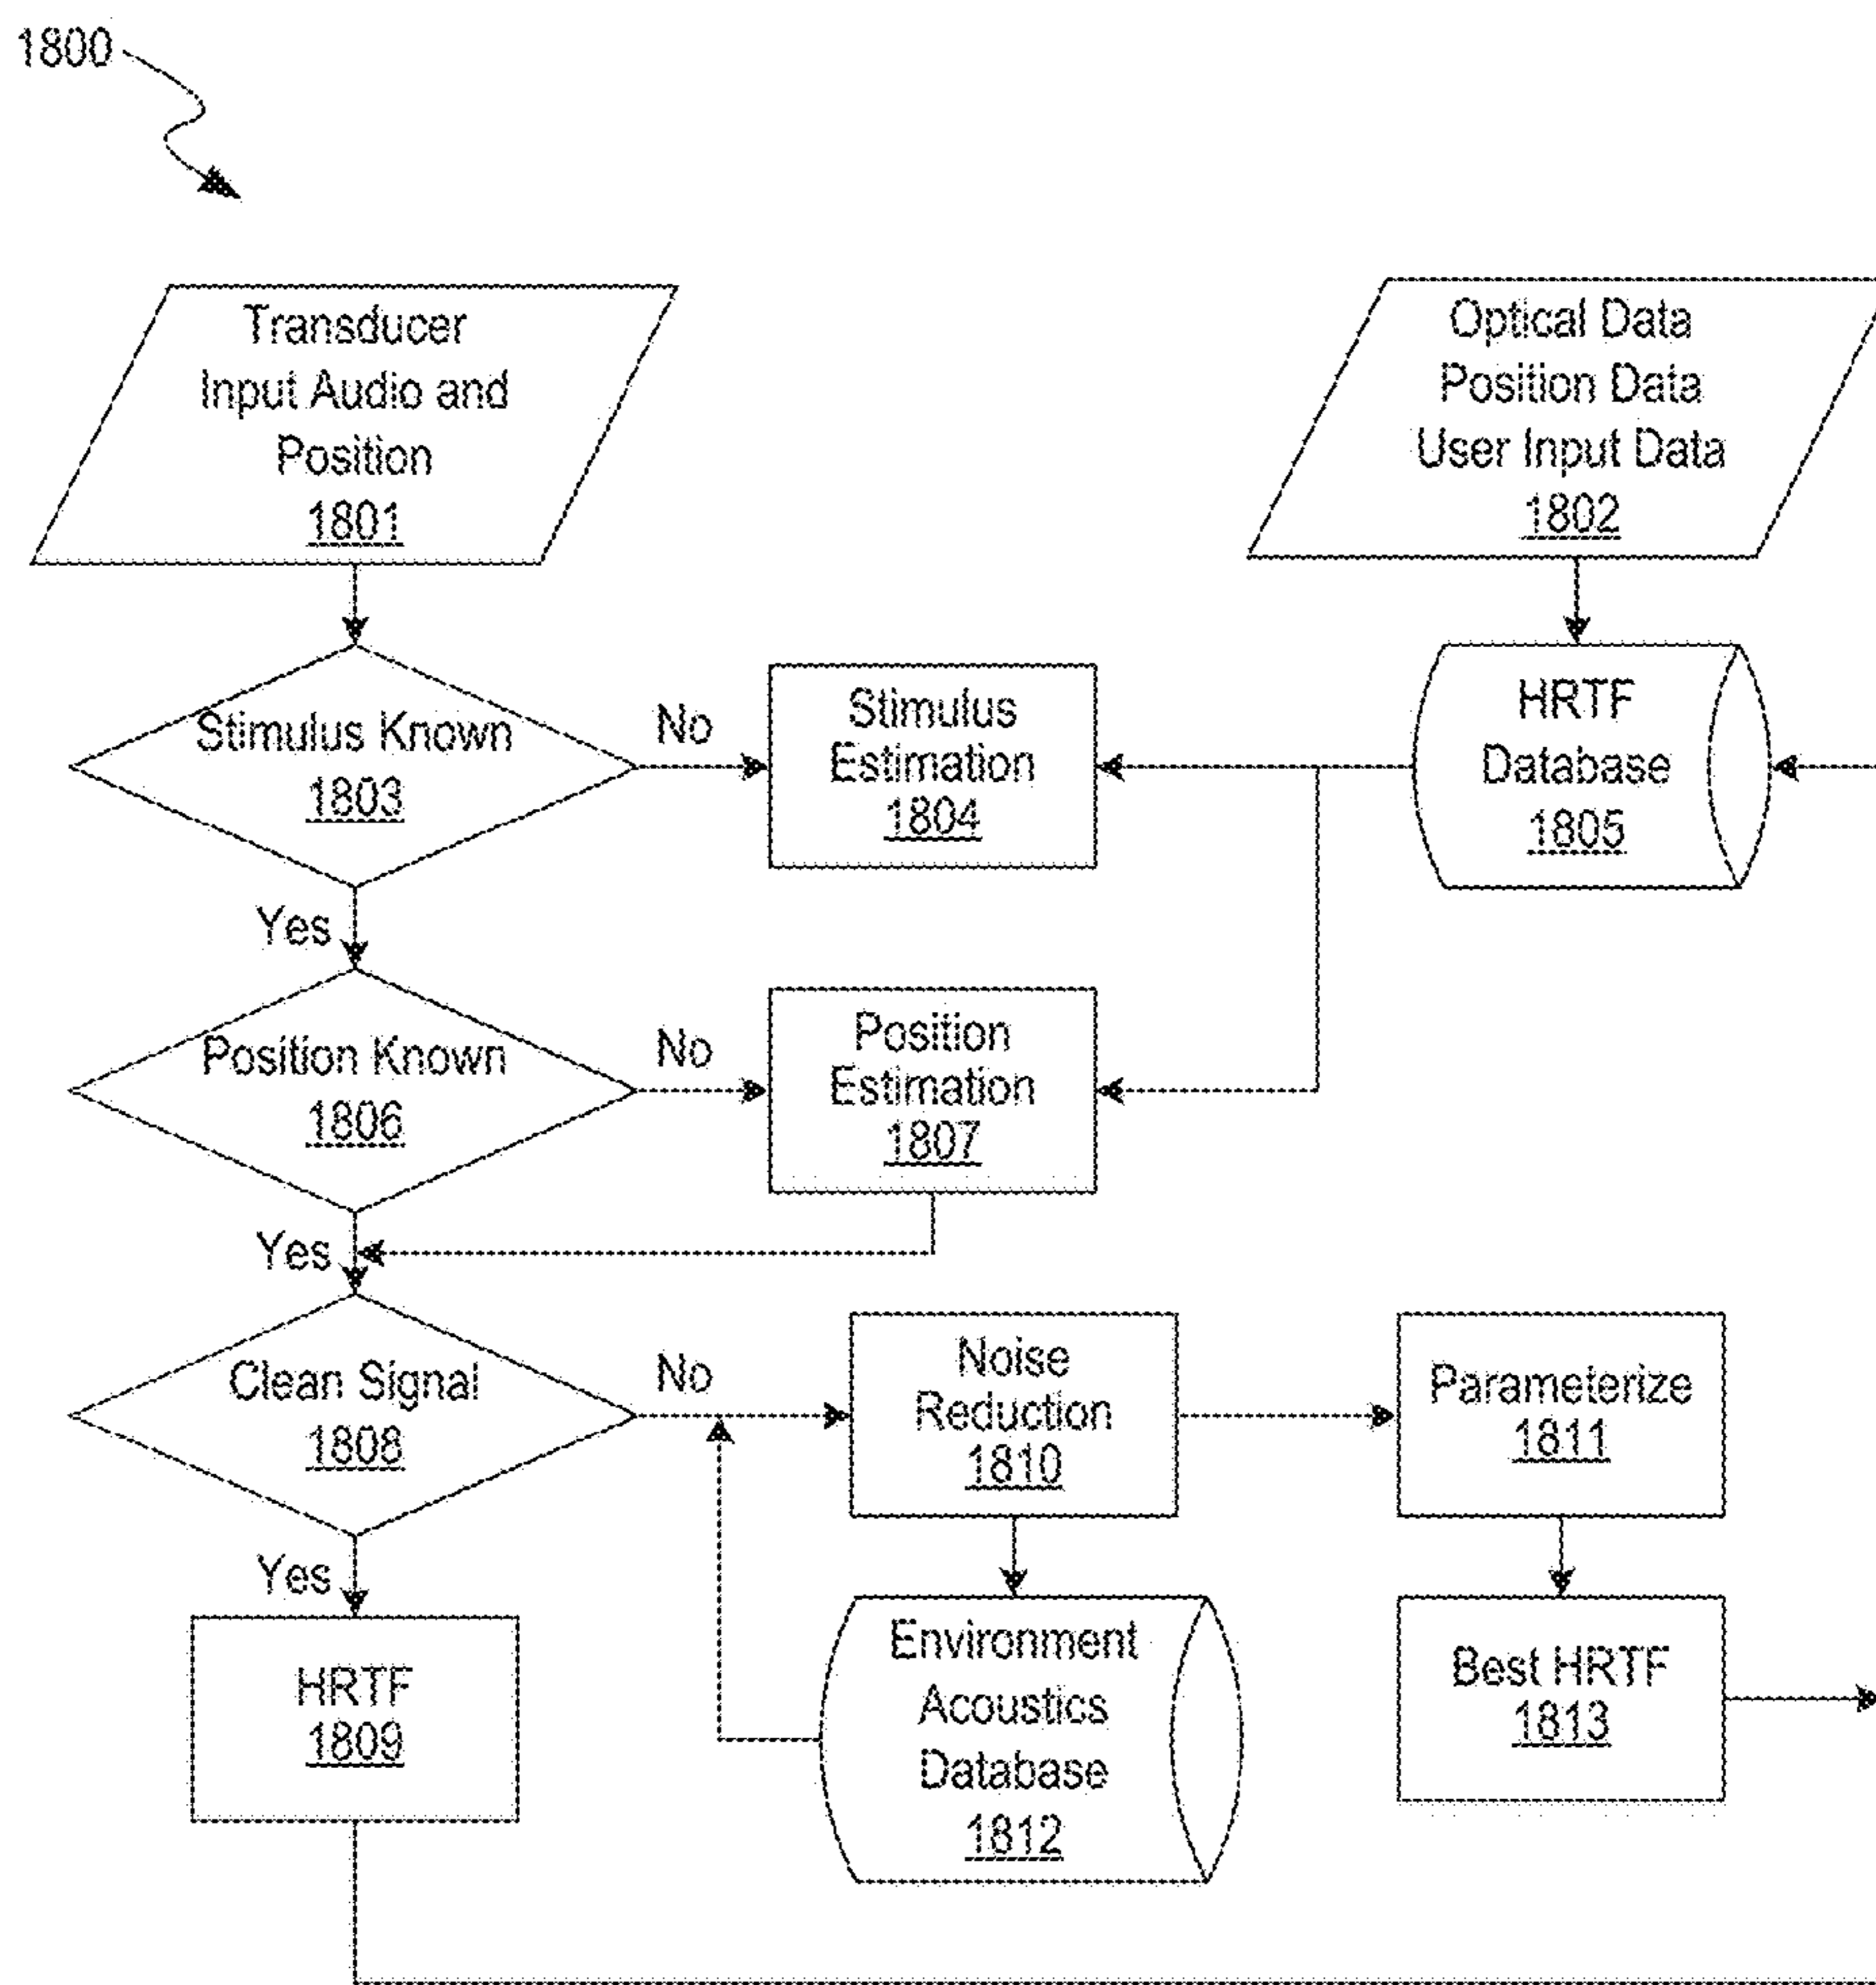 1800
Transducer
Input Audio and
Position
1801
Optical Data
Position Data
User Input Data
1802
Stimulus Known
1803
No
Stimulus
Estimation
1804
HRTF
Database
1805
Yes
Position Known
1806
No
Position
Estimation
1807
Yes
Clean Signal
1808
No
Noise
Reduction
1810
Parameterize
1811
Yes
HRTF
1809
Environment
Acoustics
Database
1812
Best HRTF
1813